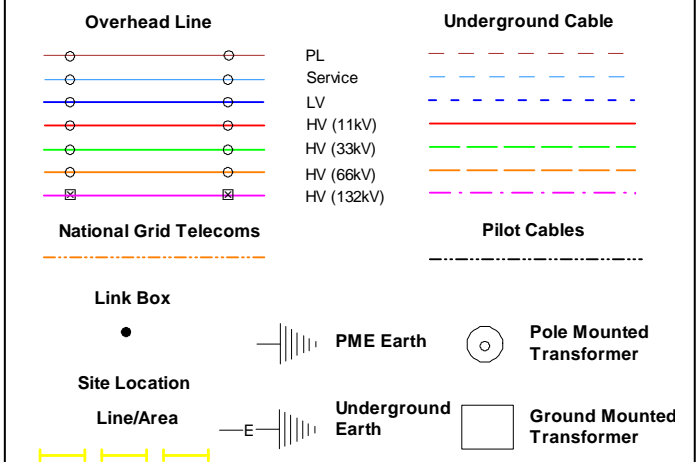 Overhead Line
Underground Cable
PL
Service
LV
HV (11kV)
HV (33kV)
HV (66kV)
HV (132kV)
National Grid Telecoms
Pilot Cables
Link Box
PME Earth
Pole Mounted
Transformer
Site Location
Line/Area
E
Underground
Earth
Ground Mounted
Transformer